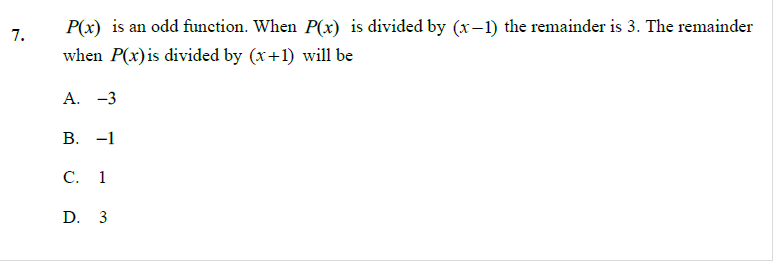 7. P(x) is an odd function. When P(x) is divided by (x−1) the remainder is 3. The remainder
when P(x) is divided by (x+1) will be
A. −3
B. −1
C. 1
D. 3